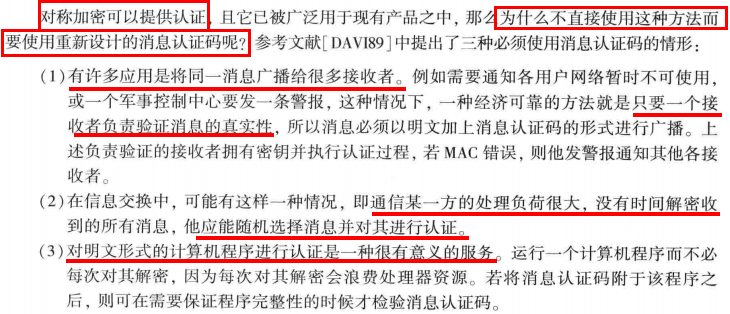 对称加密可以提供认证，且它已被广泛用于现有产品之中，那么为什么不直接使用这种方法而
要使用重新设计的消息认证码呢？参考文献[DAVI89]中提出了三种必须使用消息认证码的情形：
（1）有许多应用是将同一消息广播给很多接收者。例如需要通知各用户网络暂时不可使用，
或一个军事控制中心要发一条警报，这种情况下，一种经济可靠的方法就是只要一个接
收者负责验证消息的真实性，所以消息必须以明文加上消息认证码的形式进行广播。上
述负责验证的接收者拥有密钥并执行认证过程，若 MAC 错误，则他发警报通知其他各接
收者。
（2）在信息交换中，可能有这样一种情况，即通信某一方的处理负荷很大，没有时间解密收
到的所有消息，他应能随机选择消息并对其进行认证。
（3）对明文形式的计算机程序进行认证是一种很有意义的服务。运行一个计算机程序而不必
每次对其解密，因为每次对其解密会浪费处理器资源。若将消息认证码附于该程序之
后，则可在需要保证程序完整性的时候才检验消息认证码。